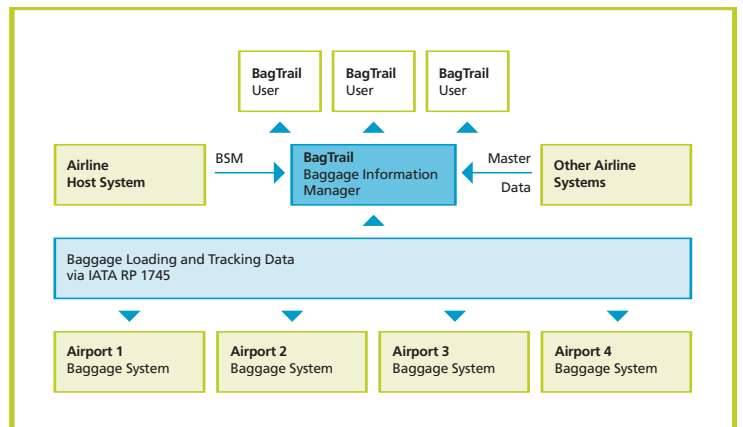 BagTrail
User
BagTrail
User
BagTrail
User
Airline
Host System
BSM
BagTrail
Baggage Information
Manager
Master
Data
Other Airline
Systems
Baggage Loading and Tracking Data
via IATA RP 1745
Airport 1
Baggage System
Airport 2
Baggage System
Airport 3
Baggage System
Airport 4
Baggage System